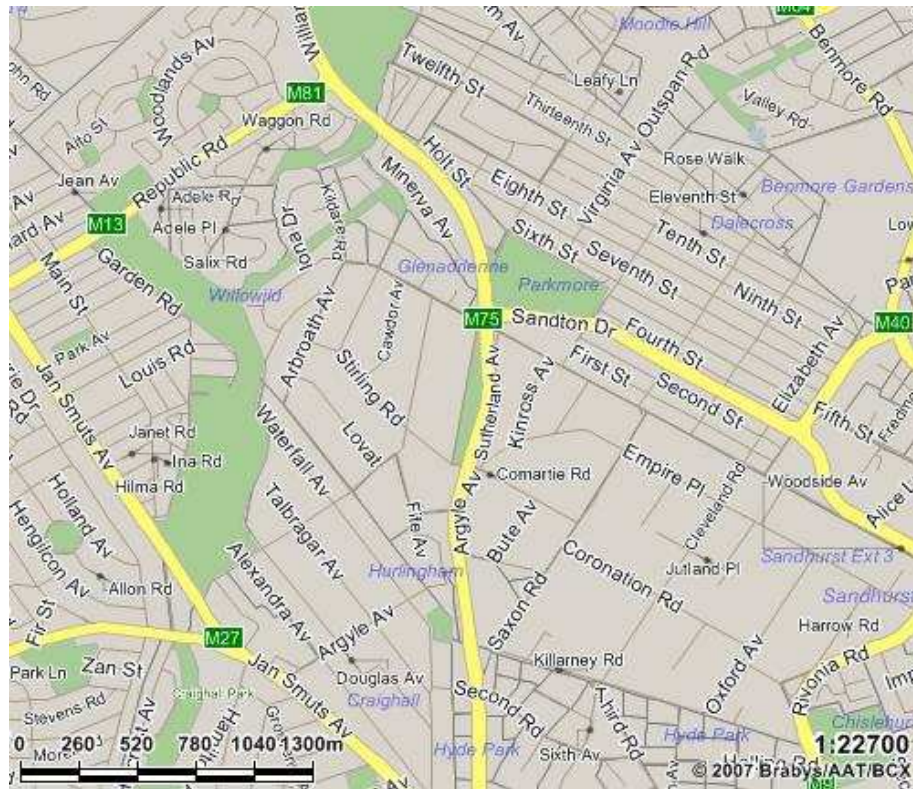 Moodie Hill
M64
Benmore Rd
Woodlands Av
Twelfth St
Leafy Ln
Outspan Rd
M81
Thirteenth St
Valley Rd
Waggon Rd
Alto St
Republic Rd
Holt St
Virginia Av
Rose Walk
Jean Av
Minerva Av
Eighth St
Benmore Gardens
Adele Rd
Kildare Rd
Eleventh St
M13
Adele Pl
Iona Dr
Sixth St
Tenth St
Dalecross
Salix Rd
Main St
Garden Rd
Glenadrienne
Seventh St
Willowild
Parkmore
Ninth St
Arbroath Av
Cawdor Av
M75
Sandton Dr
Fourth St
M40
Park Av
Louis Rd
Stirling Rd
First St
Second St
Elizabeth Av
Jan Smuts Av
Sutherland Av
Kinross Av
Fifth St
Waterfall Av
Lovat
Janet Rd
Ina Rd
Empire Pl
Comartie Rd
Cleveland Rd
Woodside Av
Hilma Rd
Holland Av
Talbragar Av
Fife Av
Argyle Av
Bute Av
Alice L
Henglicon Av
Alexandra Av
Coronation Rd
Sandhurst Ext 3
Hurlingham
Jutland Pl
Allon Rd
Saxon Rd
Sandhurst
Fir St
M27
Argyle Av
Harrow Rd
Park Ln
Zan St
Jan Smuts Av
Killarney Rd
Oxford Av
Rivonia Rd
Douglas Av
Craighall Park
Craighall
Second Rd
Third Rd
Stevens Rd
Hyde Park
Sixth Av
Hyde Park
0 260 520 780 1040 1300m
1:22700
© 2007 Brabys/AAT/BCX
M9